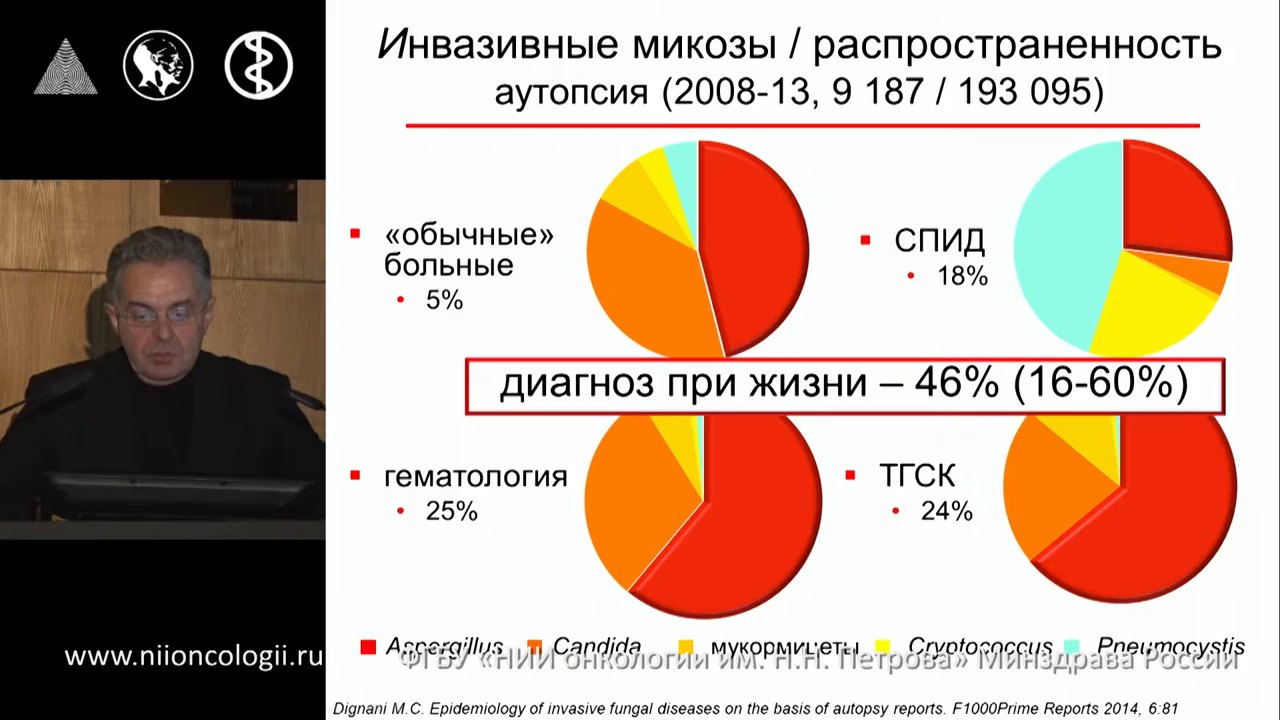 Инвазивные микозы / распространенность
аутопсия (2008-13, 9 187 / 193 095)
▪ «обычные»
больные
• 5%
▪ СПИД
• 18%
диагноз при жизни – 46% (16-60%)
▪ гематология
• 25%
▪ ТГСК
• 24%
Aspergillus Candida мукормицеты Cryptococcus Pneumocystis
www.niioncologii.ru
ФГБУ «НИИ онкологии им. Н.Н. Петрова» Минздрава России
Dignani M.C. Epidemiology of invasive fungal diseases on the basis of autopsy reports. F1000Prime Reports 2014, 6:81